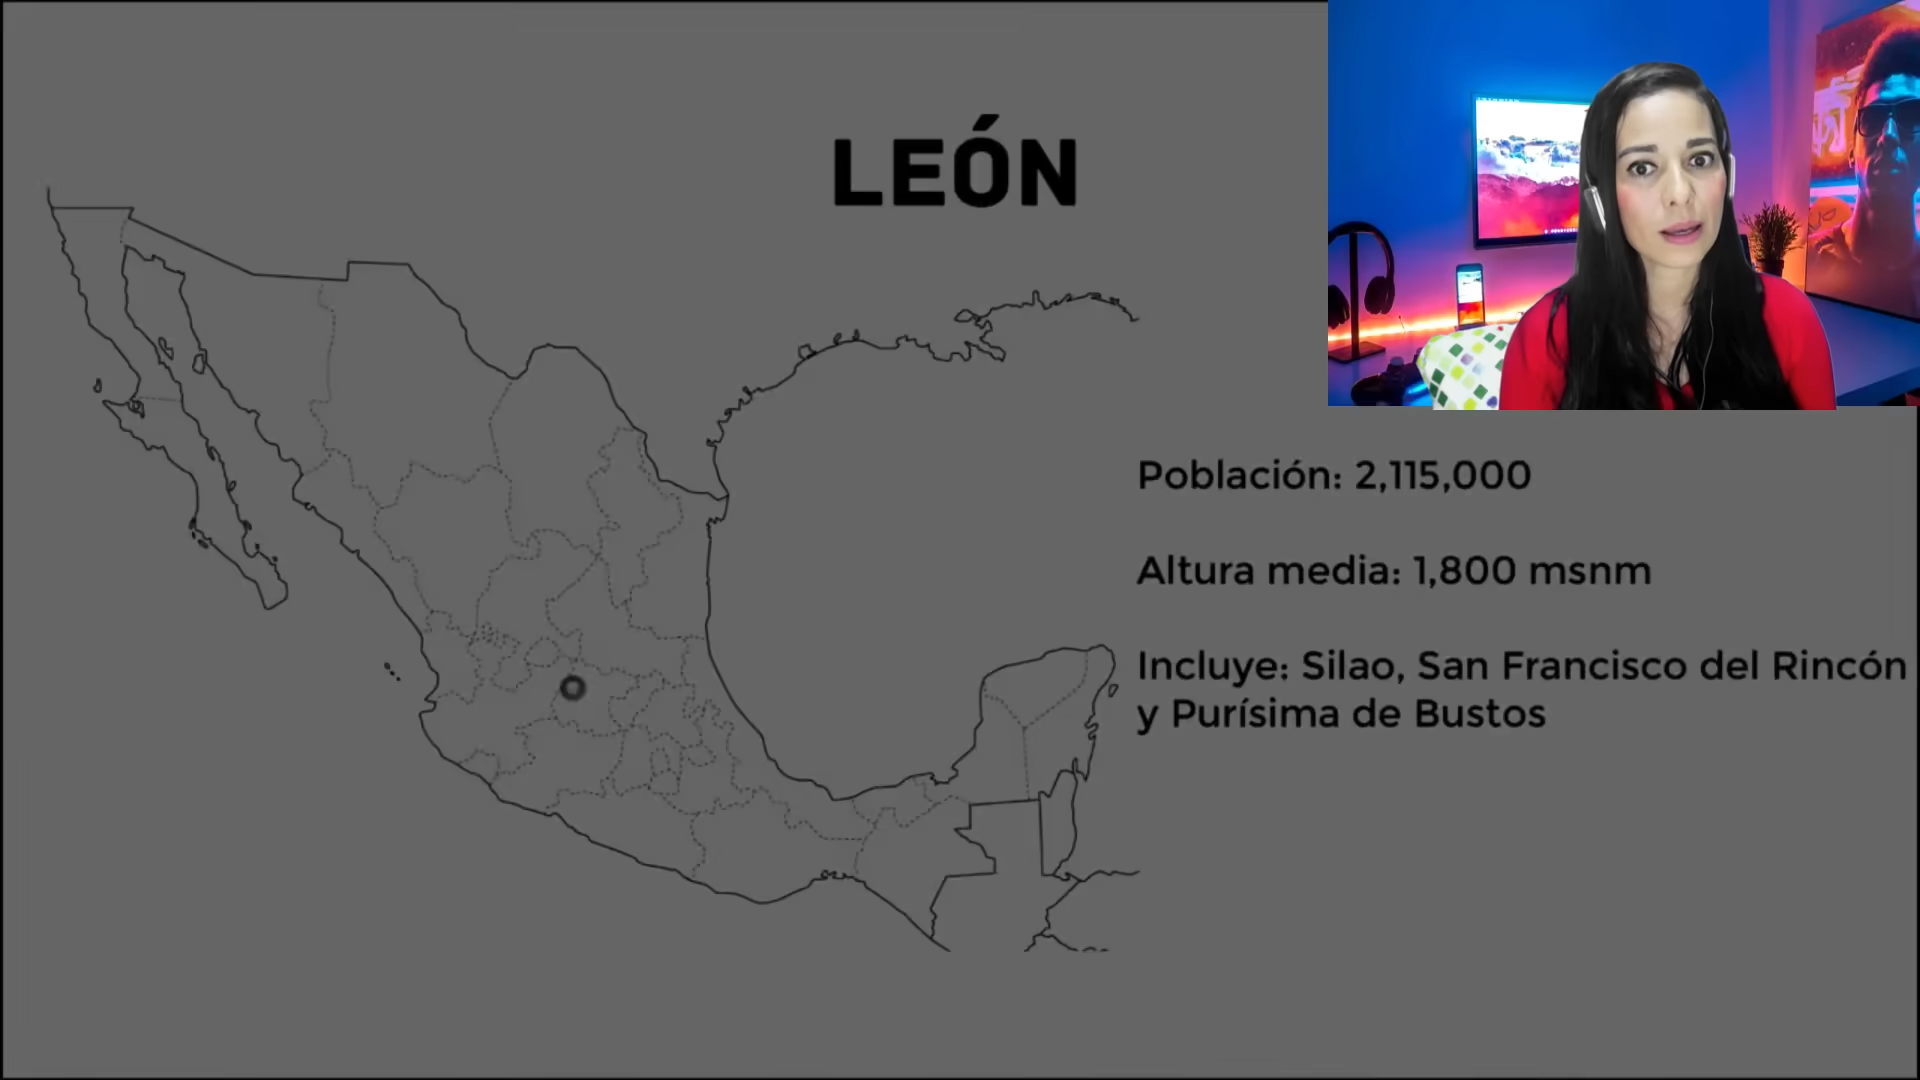 LEÓN
Población: 2,115,000
Altura media: 1,800 msnm
Incluye: Silao, San Francisco del Rincón
y Purísima de Bustos